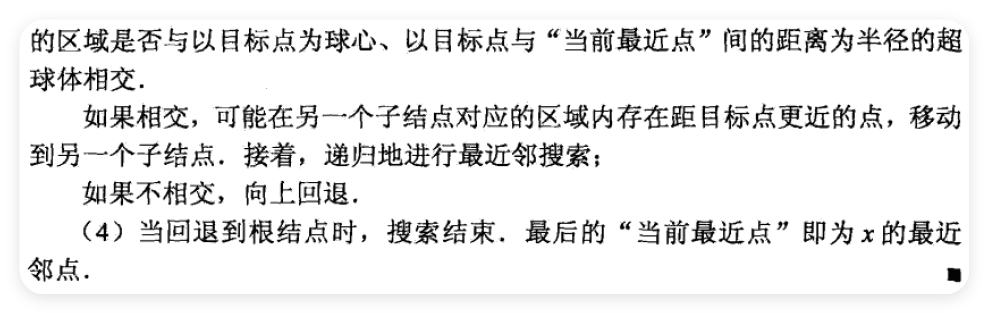 的区域是否与以目标点为球心、以目标点与“当前最近点”间的距离为半径的超
球体相交．
如果相交，可能在另一个子结点对应的区域内存在距目标点更近的点，移动
到另一个子结点．接着，递归地进行最近邻搜索；
如果不相交，向上回退．
（4）当回退到根结点时，搜索结束．最后的“当前最近点”即为 x 的最近
邻点．